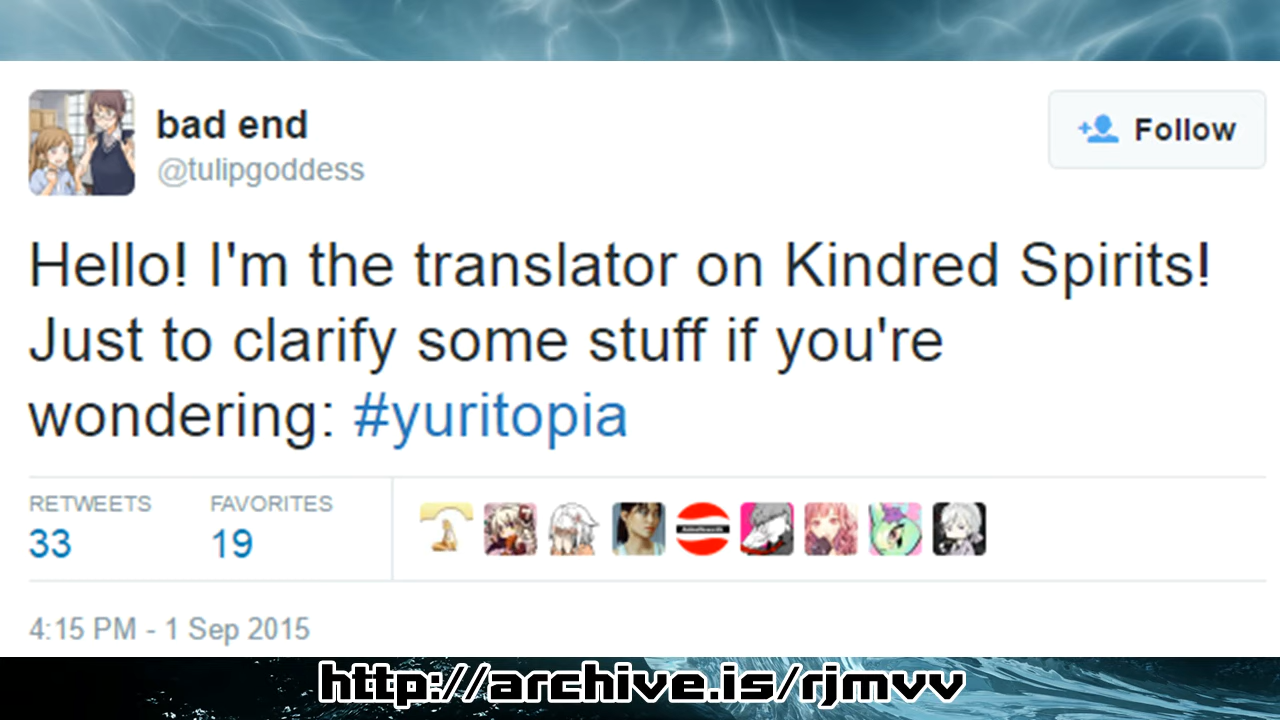 bad end
@tulipgoddess
Follow
Hello! I'm the translator on Kindred Spirits!
Just to clarify some stuff if you're
wondering: #yuritopia
RETWEETS FAVORITES
33 19
4:15 PM - 1 Sep 2015
http://archive.is/rjmvv